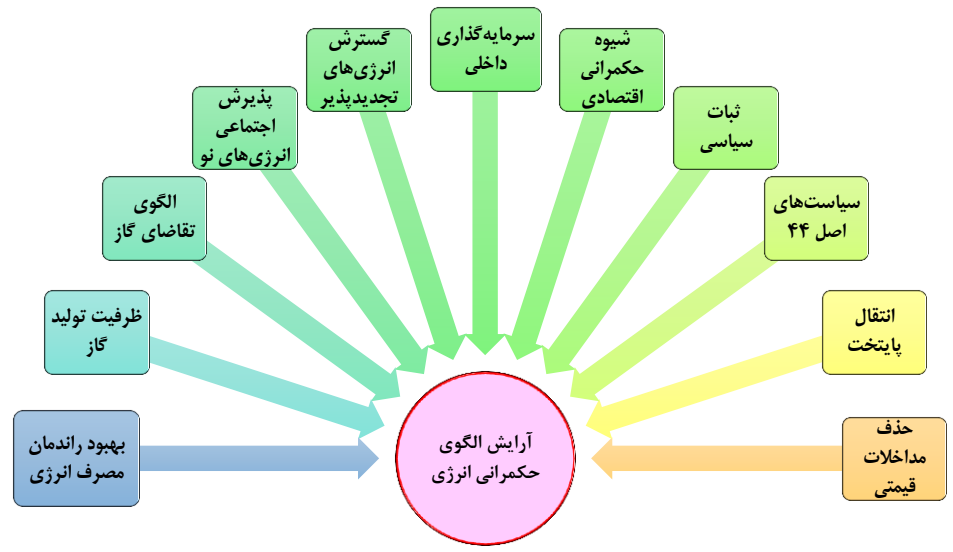 سرمایه‌گذاری
داخلی
شیوه
حکمرانی
اقتصادی
گسترش
انرژی‌های
تجدیدپذیر
ثبات
سیاسی
پذیرش
اجتماعی
انرژی‌های نو
سیاست‌های
اصل ۴۴
الگوی
تقاضای گاز
انتقال
پایتخت
ظرفیت تولید
گاز
حذف
مداخلات
قیمتی
بهبود راندمان
مصرف انرژی
آرایش الگوی
حکمرانی انرژی